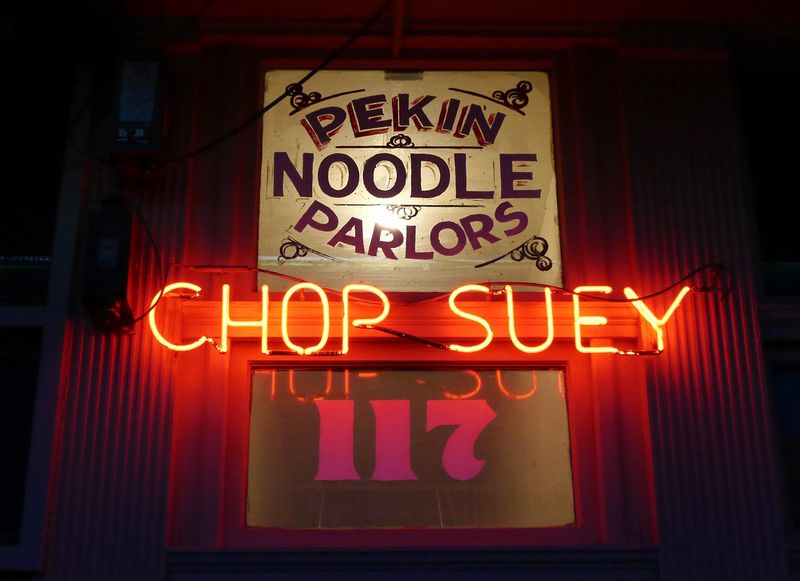 PEKIN
NOODLE
PARLORS
CHOP SUEY
117